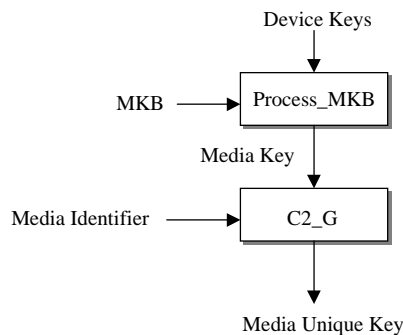 Device Keys
MKB
Process_MKB
Media Key
Media Identifier
C2_G
Media Unique Key